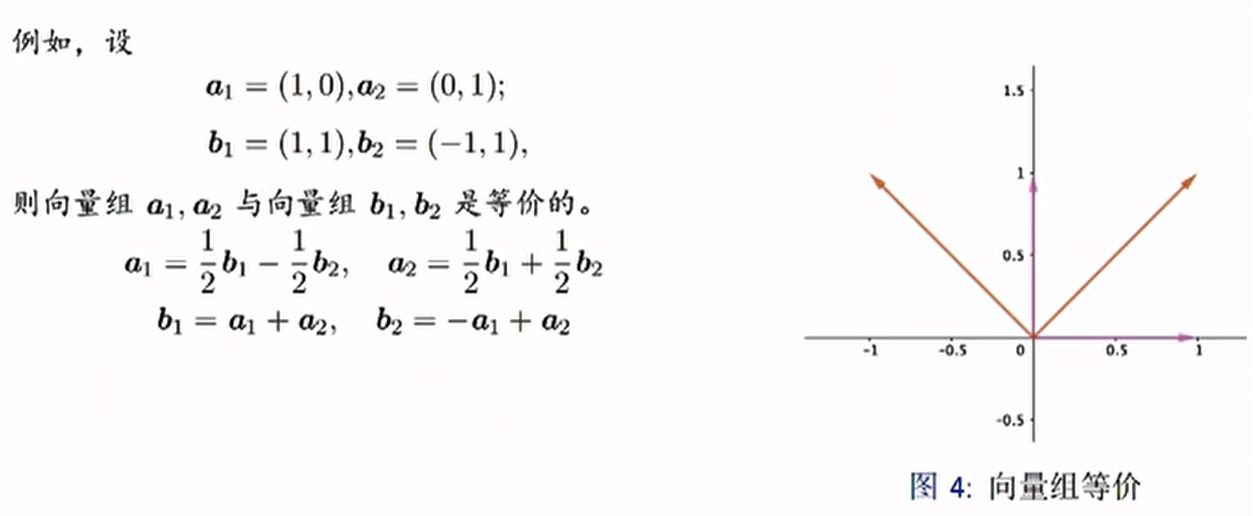 例如，设
a₁ = (1, 0), a₂ = (0, 1);
b₁ = (1, 1), b₂ = (−1, 1),
则向量组 a₁, a₂ 与向量组 b₁, b₂ 是等价的。
a₁ = 1/2 b₁ − 1/2 b₂, a₂ = 1/2 b₁ + 1/2 b₂
b₁ = a₁ + a₂, b₂ = −a₁ + a₂
1.5
1
0.5
-1 -0.5 0 0.5 1
-0.5
图 4: 向量组等价